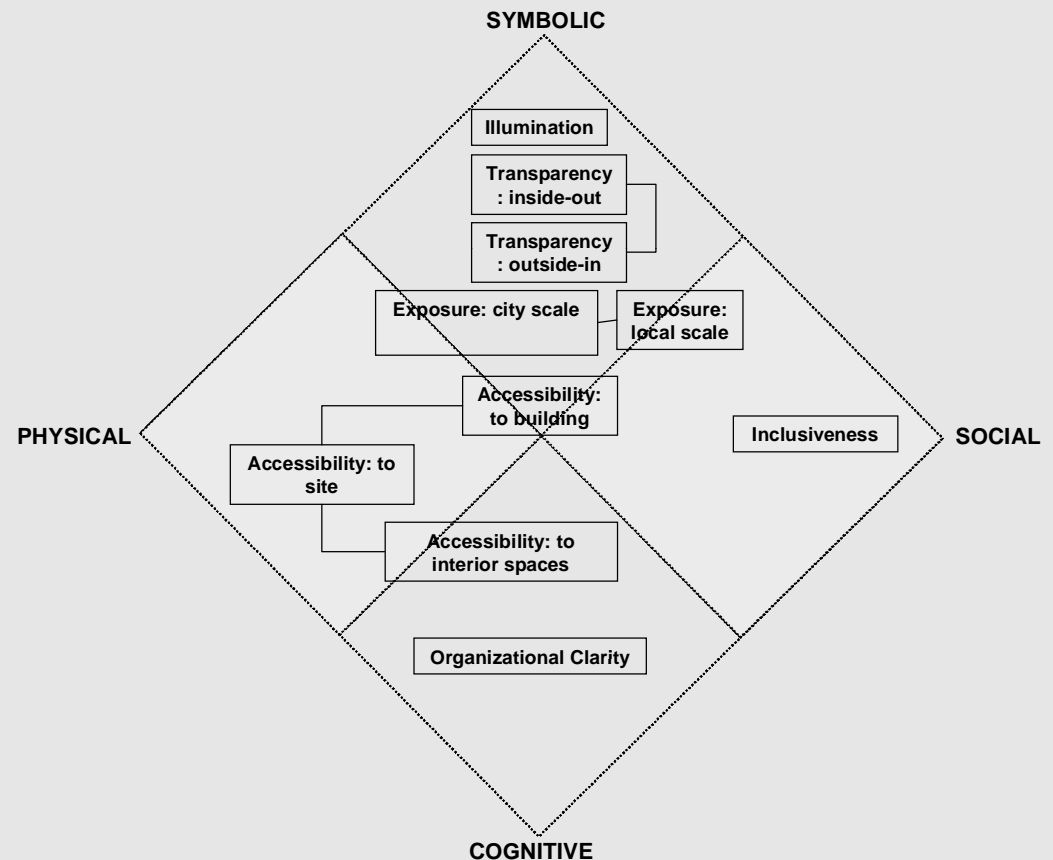 SYMBOLIC
Illumination
Transparency
: inside-out
Transparency
: outside-in
Exposure: city scale
Exposure:
local scale
Accessibility:
to building
PHYSICAL
Inclusiveness
SOCIAL
Accessibility: to
site
Accessibility: to
interior spaces
Organizational Clarity
COGNITIVE